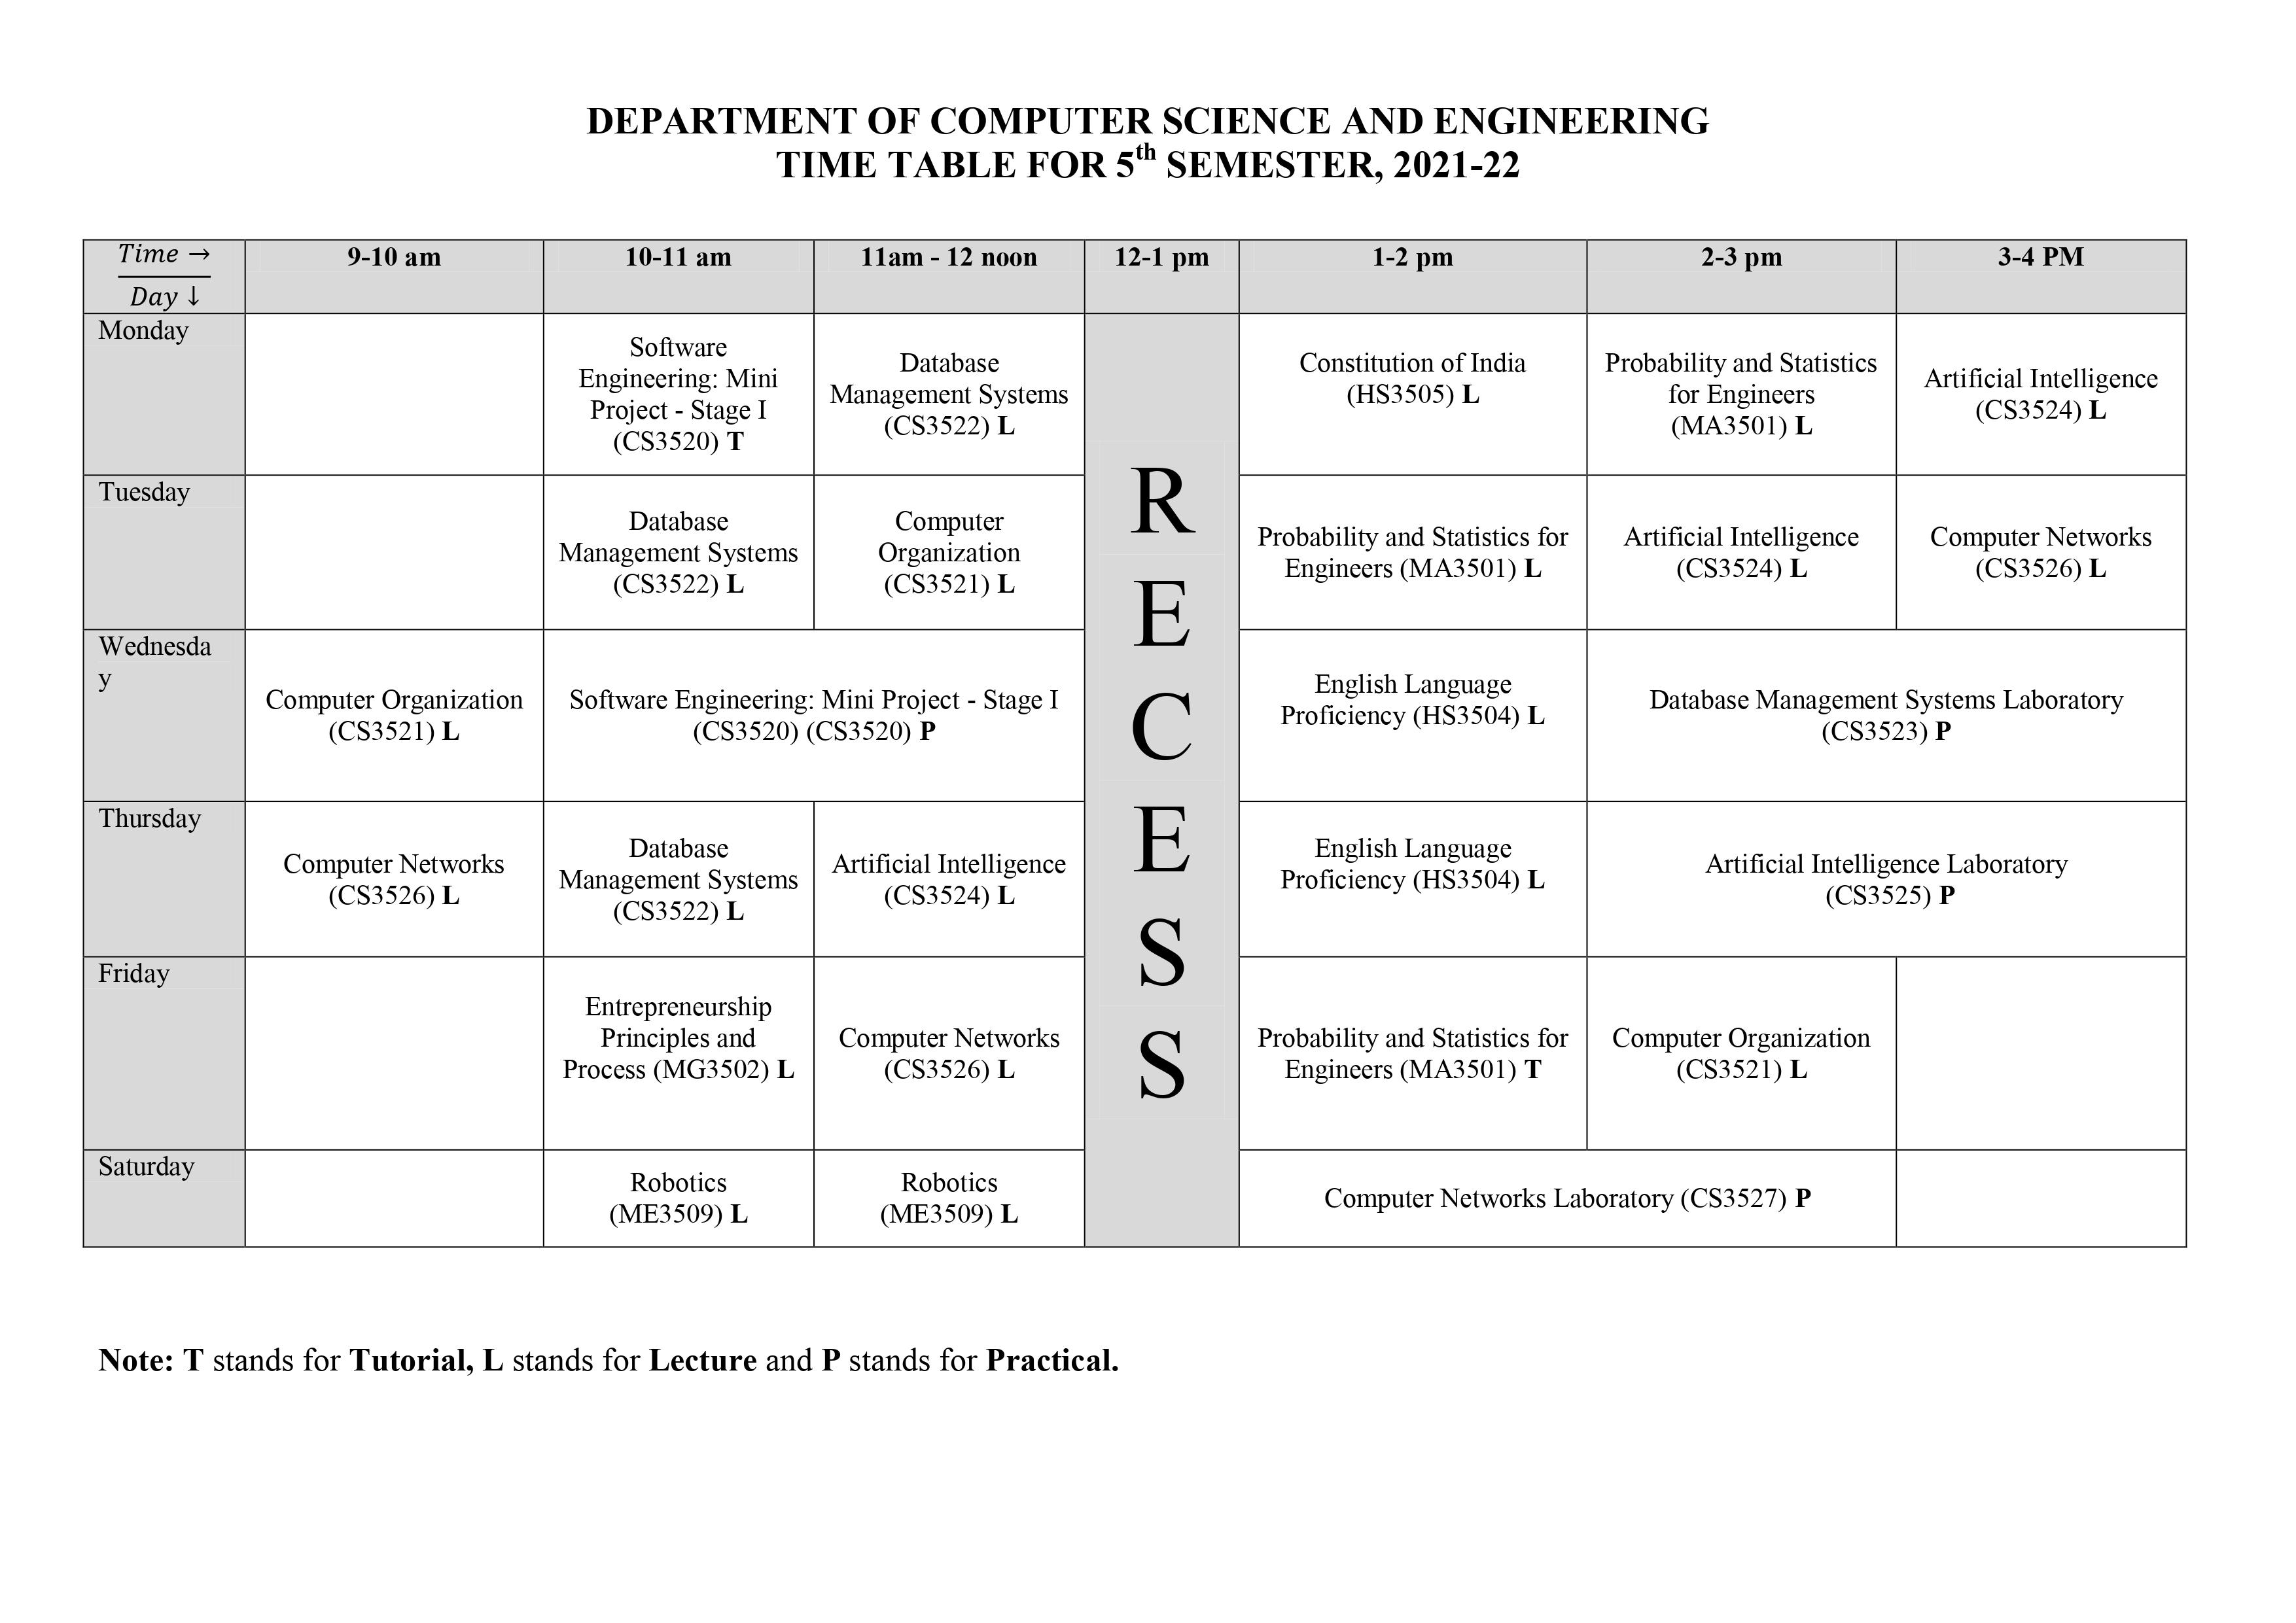 DEPARTMENT OF COMPUTER SCIENCE AND ENGINEERING
TIME TABLE FOR 5th SEMESTER, 2021-22
Time →
Day ↓
9-10 am
10-11 am
11am - 12 noon
12-1 pm
1-2 pm
2-3 pm
3-4 PM
Monday
Software
Engineering: Mini
Project - Stage I
(CS3520) T
Database
Management Systems
(CS3522) L
R
E
C
E
S
S
Constitution of India
(HS3505) L
Probability and Statistics
for Engineers
(MA3501) L
Artificial Intelligence
(CS3524) L
Tuesday
Database
Management Systems
(CS3522) L
Computer
Organization
(CS3521) L
Probability and Statistics for
Engineers (MA3501) L
Artificial Intelligence
(CS3524) L
Computer Networks
(CS3526) L
Wednesda
y
Computer Organization
(CS3521) L
Software Engineering: Mini Project - Stage I
(CS3520) (CS3520) P
English Language
Proficiency (HS3504) L
Database Management Systems Laboratory
(CS3523) P
Thursday
Computer Networks
(CS3526) L
Database
Management Systems
(CS3522) L
Artificial Intelligence
(CS3524) L
English Language
Proficiency (HS3504) L
Artificial Intelligence Laboratory
(CS3525) P
Friday
Entrepreneurship
Principles and
Process (MG3502) L
Computer Networks
(CS3526) L
Probability and Statistics for
Engineers (MA3501) T
Computer Organization
(CS3521) L
Saturday
Robotics
(ME3509) L
Robotics
(ME3509) L
Computer Networks Laboratory (CS3527) P
Note: T stands for Tutorial, L stands for Lecture and P stands for Practical.